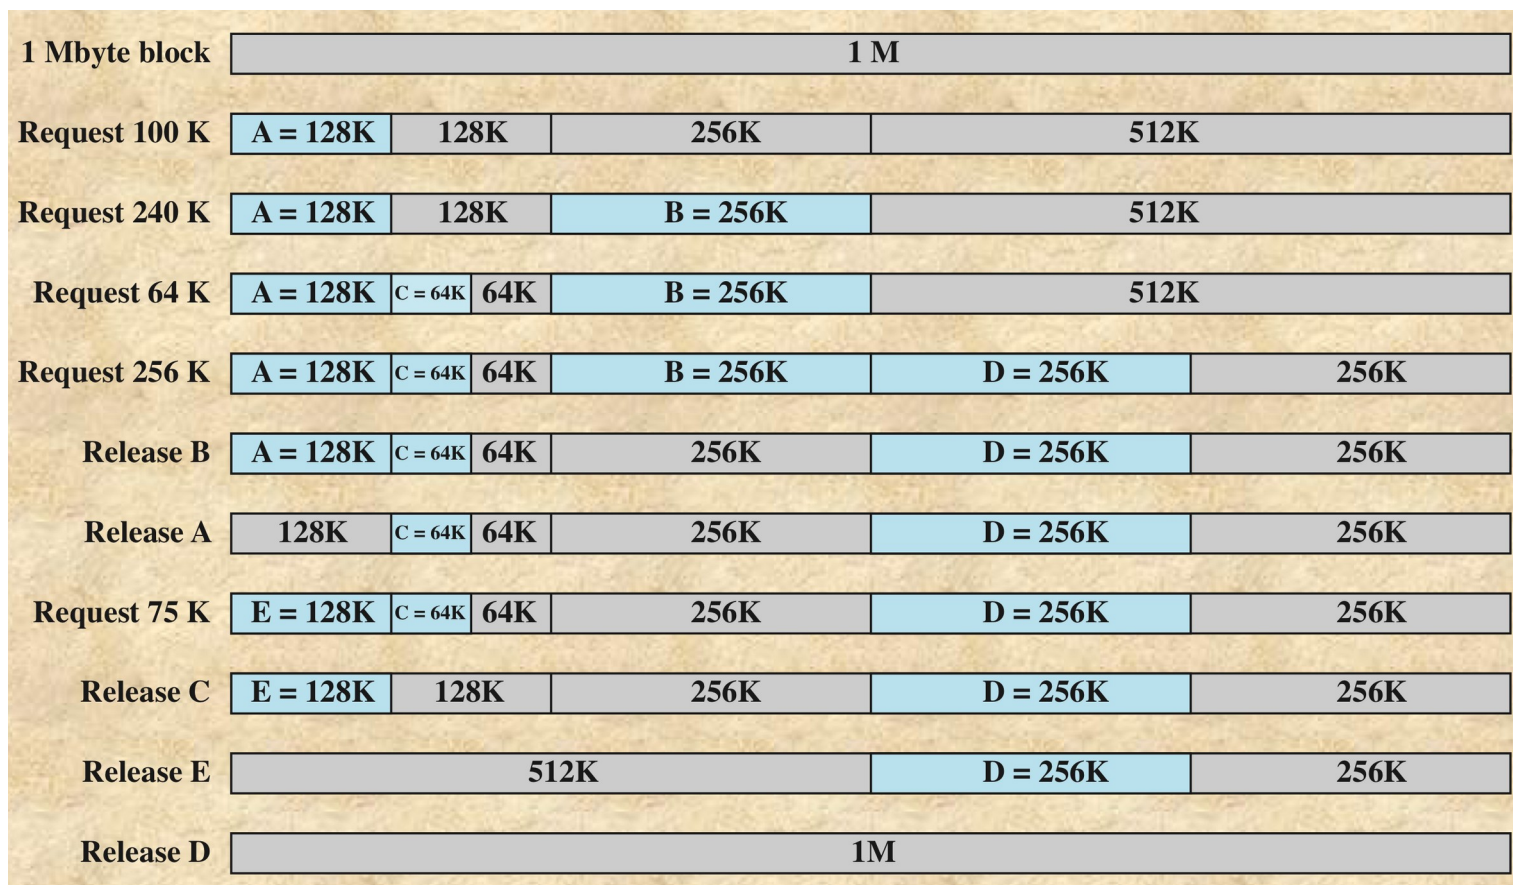 1 Mbyte block 1 M
Request 100 K A = 128K 128K 256K 512K
Request 240 K A = 128K 128K B = 256K 512K
Request 64 K A = 128K C = 64K 64K B = 256K 512K
Request 256 K A = 128K C = 64K 64K B = 256K D = 256K 256K
Release B A = 128K C = 64K 64K 256K D = 256K 256K
Release A 128K C = 64K 64K 256K D = 256K 256K
Request 75 K E = 128K C = 64K 64K 256K D = 256K 256K
Release C E = 128K 128K 256K D = 256K 256K
Release E 512K D = 256K 256K
Release D 1M